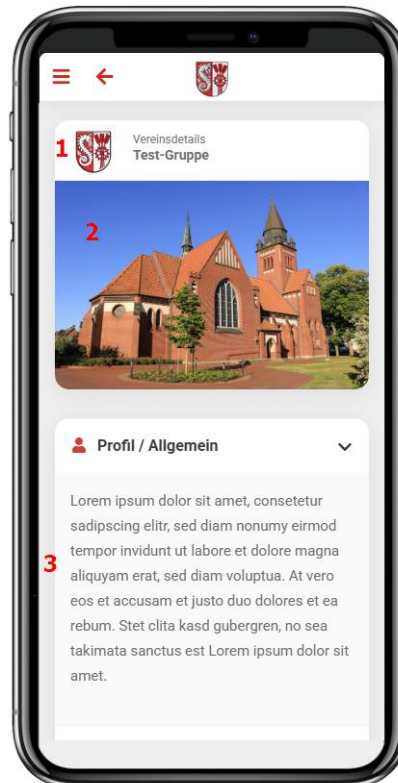 1
Vereinsdetails
Test-Gruppe
2
Profil / Allgemein
3
Lorem ipsum dolor sit amet, consetetur
sadipscing elitr, sed diam nonumy eirmod
tempor invidunt ut labore et dolore magna
aliquyam erat, sed diam voluptua. At vero
eos et accusam et justo duo dolores et ea
rebum. Stet clita kasd gubergren, no sea
takimata sanctus est Lorem ipsum dolor sit
amet.